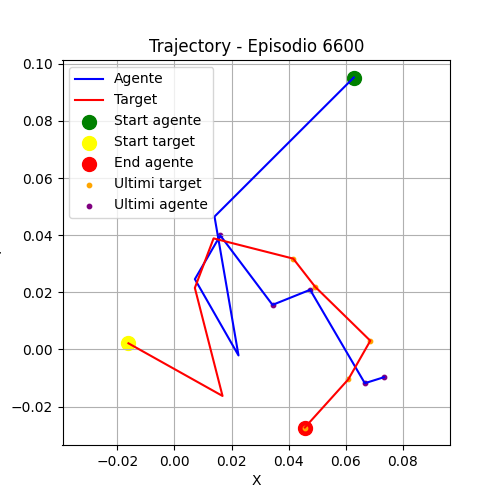 Trajectory - Episodio 6600
Agente
Target
Start agente
Start target
End agente
Ultimi target
Ultimi agente
0.10
0.08
0.06
0.04
0.02
0.00
−0.02
−0.02
0.00
0.02
0.04
0.06
0.08
X